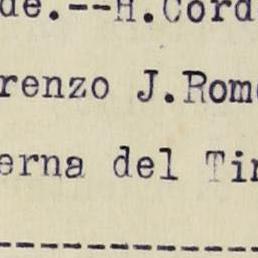 de.--H.Cord
renzo J.Rom
erna del Ti
--------------